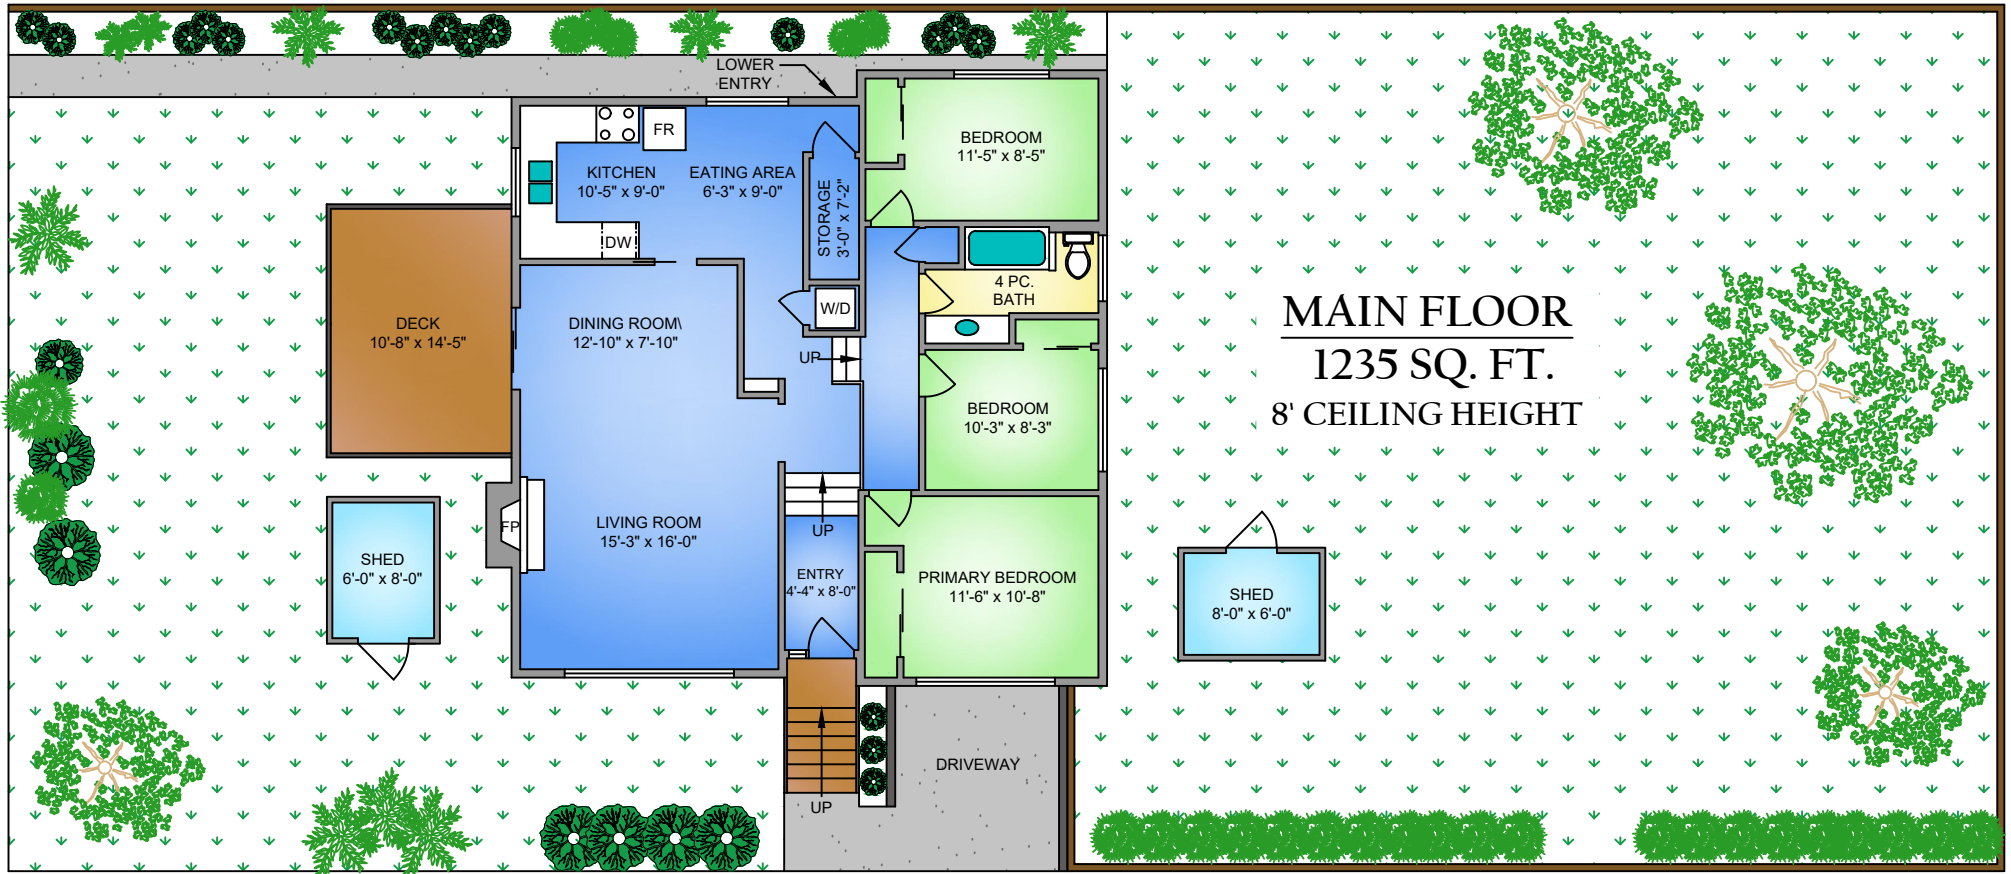 LOWER
ENTRY
FR
KITCHEN
10'-5" x 9'-0"
EATING AREA
6'-3" x 9'-0"
STORAGE
3'-0" x 7'-2"
DW
BEDROOM
11'-5" x 8'-5"
4 PC.
BATH
W/D
UP
DECK
10'-8" x 14'-5"
DINING ROOM\
12'-10" x 7'-10"
BEDROOM
10'-3" x 8'-3"
MAIN FLOOR
1235 SQ. FT.
8' CEILING HEIGHT
FP
LIVING ROOM
15'-3" x 16'-0"
UP
ENTRY
4'-4" x 8'-0"
PRIMARY BEDROOM
11'-6" x 10'-8"
SHED
6'-0" x 8'-0"
SHED
8'-0" x 6'-0"
DRIVEWAY
UP